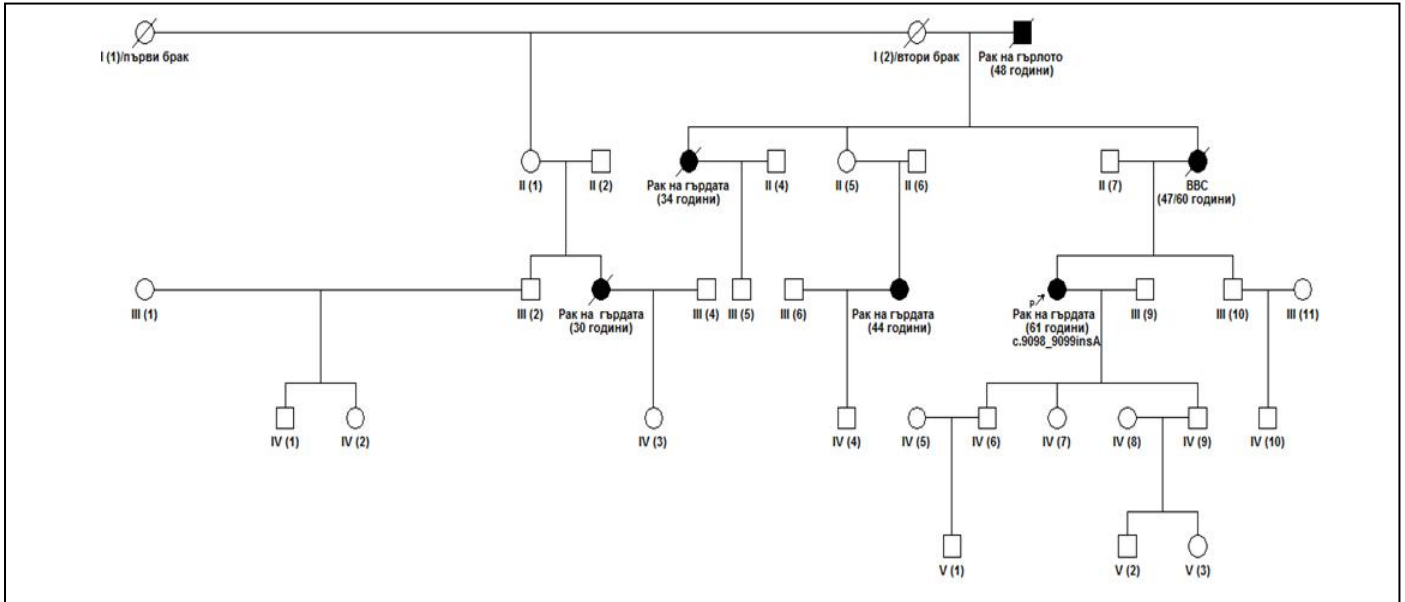 I (1)/първи брак
I (2)/втори брак
Рак на гърлото
(48 години)
II (1)
II (2)
Рак на гърдата
(34 години)
II (4)
II (5)
II (6)
II (7)
BBC
(47/60 години)
III (1)
III (2)
Рак на гърдата
(30 години)
III (4)
III (5)
III (6)
Рак на гърдата
(44 години)
P
Рак на гърдата
(61 години)
c.9098_9099insA
III (9)
III (10)
III (11)
IV (1)
IV (2)
IV (3)
IV (4)
IV (5)
IV (6)
IV (7)
IV (8)
IV (9)
IV (10)
V (1)
V (2)
V (3)